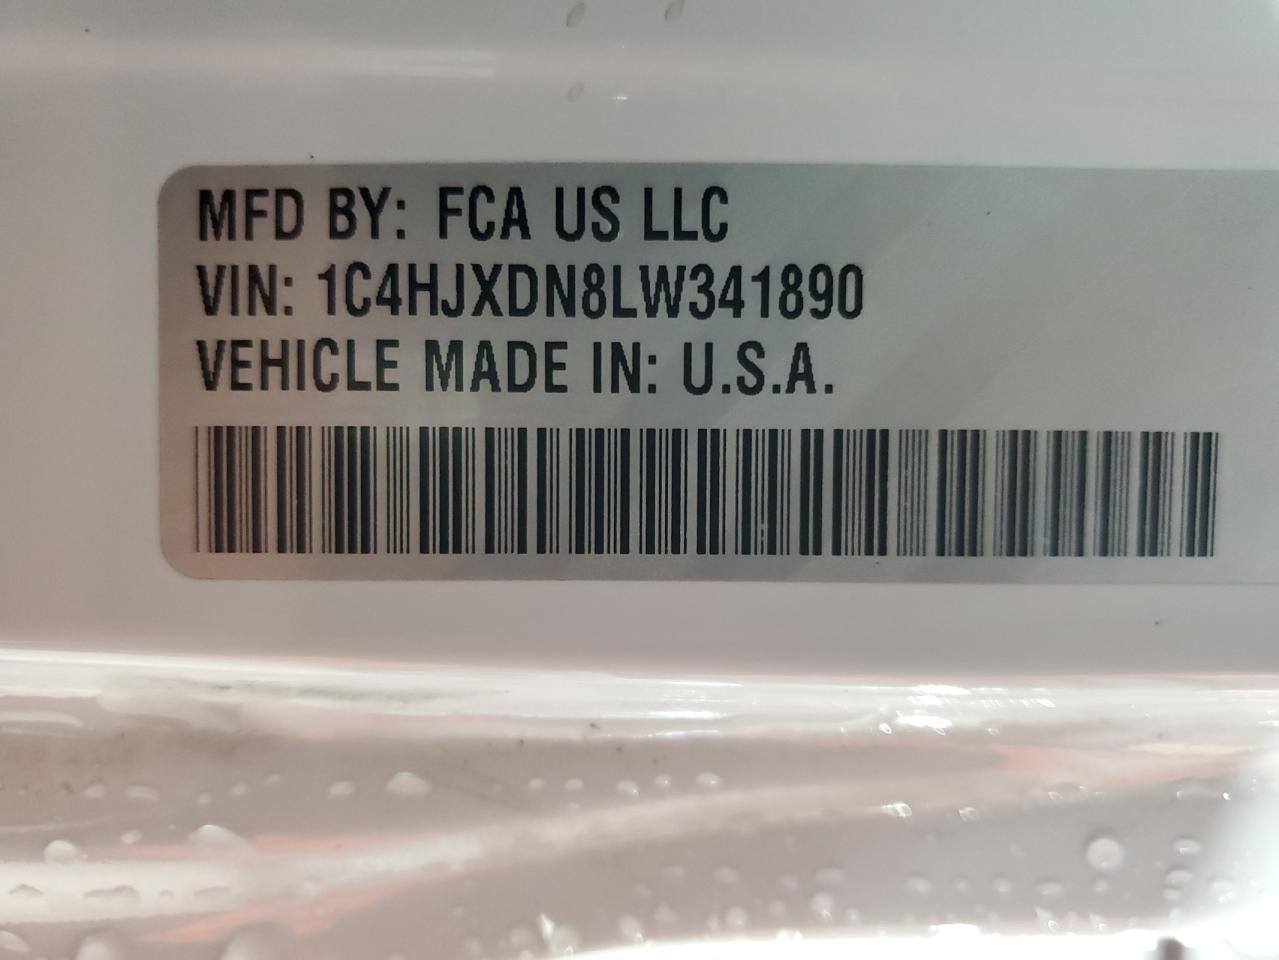 MFD BY: FCA US LLC
VIN: 1C4HJXDN8LW341890
VEHICLE MADE IN: U.S.A.